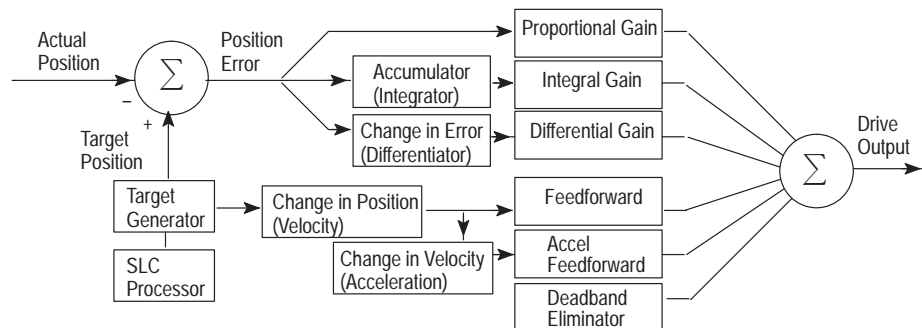 Actual
Position
−
+
Σ
Position
Error
Target
Position
Target
Generator
SLC
Processor
Accumulator
(Integrator)
Change in Error
(Differentiator)
Change in Position
(Velocity)
Change in Velocity
(Acceleration)
Proportional Gain
Integral Gain
Differential Gain
Feedforward
Accel
Feedforward
Deadband
Eliminator
Σ
Drive
Output